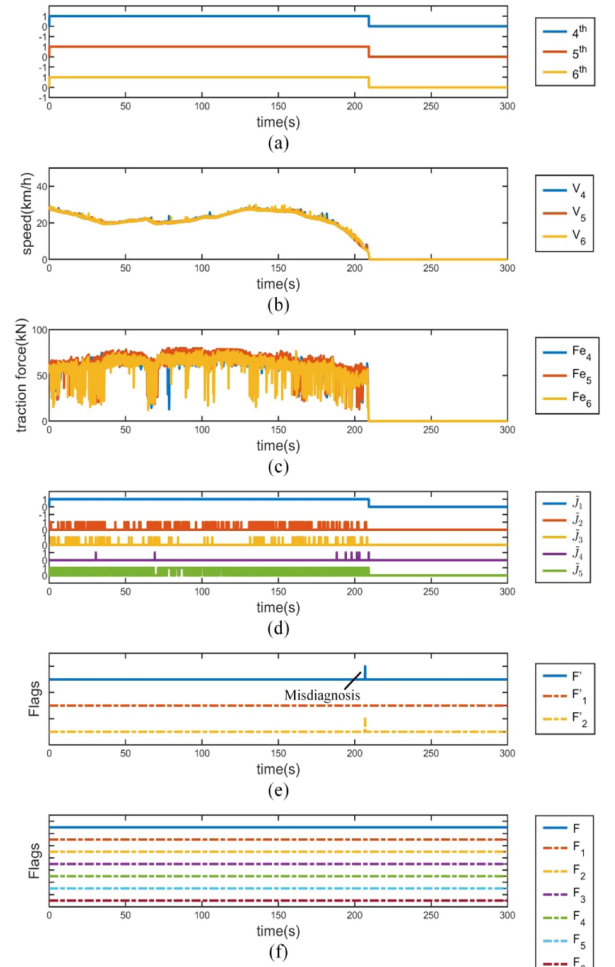 1
0
-1
1
0
-1
1
0
-1
0 50 100 150 200 250 300
time(s)
4th
5th
6th
(a)
speed(km/h)
40
20
0
0 50 100 150 200 250 300
time(s)
V4
V5
V6
(b)
traction force(kN)
100
50
0
0 50 100 150 200 250 300
time(s)
Fe4
Fe5
Fe6
(c)
1
0
-1
1
0
1
0
1
0
1
0
0 50 100 150 200 250 300
time(s)
J̃1
J̃2
J̃3
J̃4
J̃5
(d)
Flags
Misdiagnosis
0 50 100 150 200 250 300
time(s)
F'
F'1
F'2
(e)
Flags
0 50 100 150 200 250 300
time(s)
F
F1
F2
F3
F4
F5
(f)